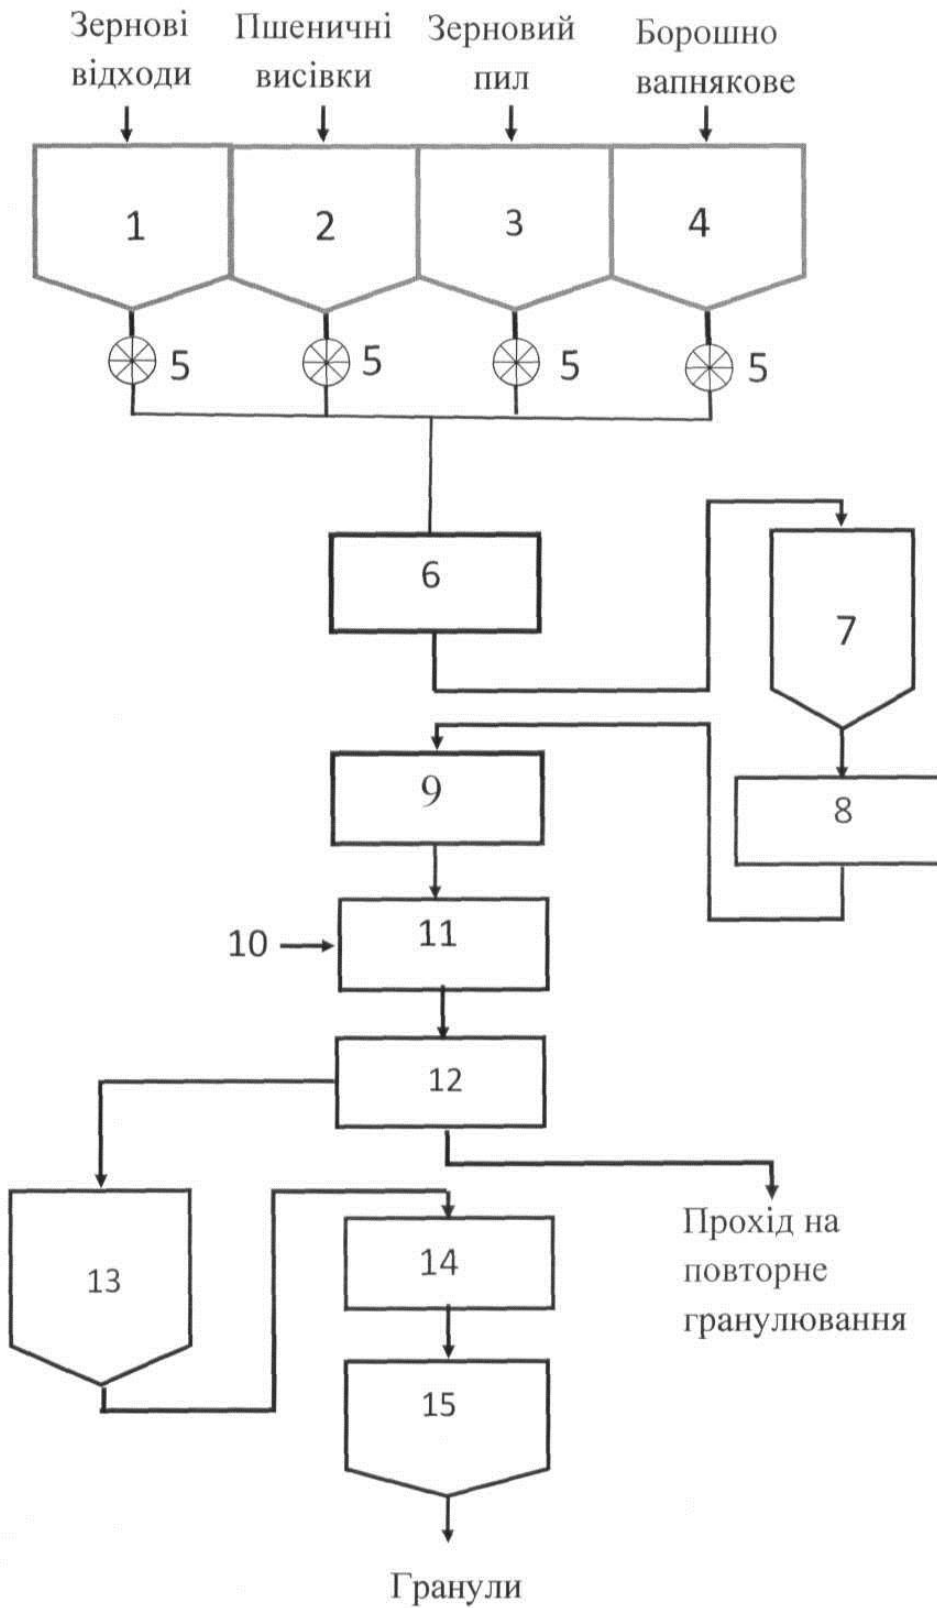 Зернові
відходи
Пшеничні
висівки
Зерновий
пил
Борошно
вапнякове
1
2
3
4
5
5
5
5
6
7
8
9
10
11
12
13
14
15
Прохід на
повторне
гранулювання
Гранули